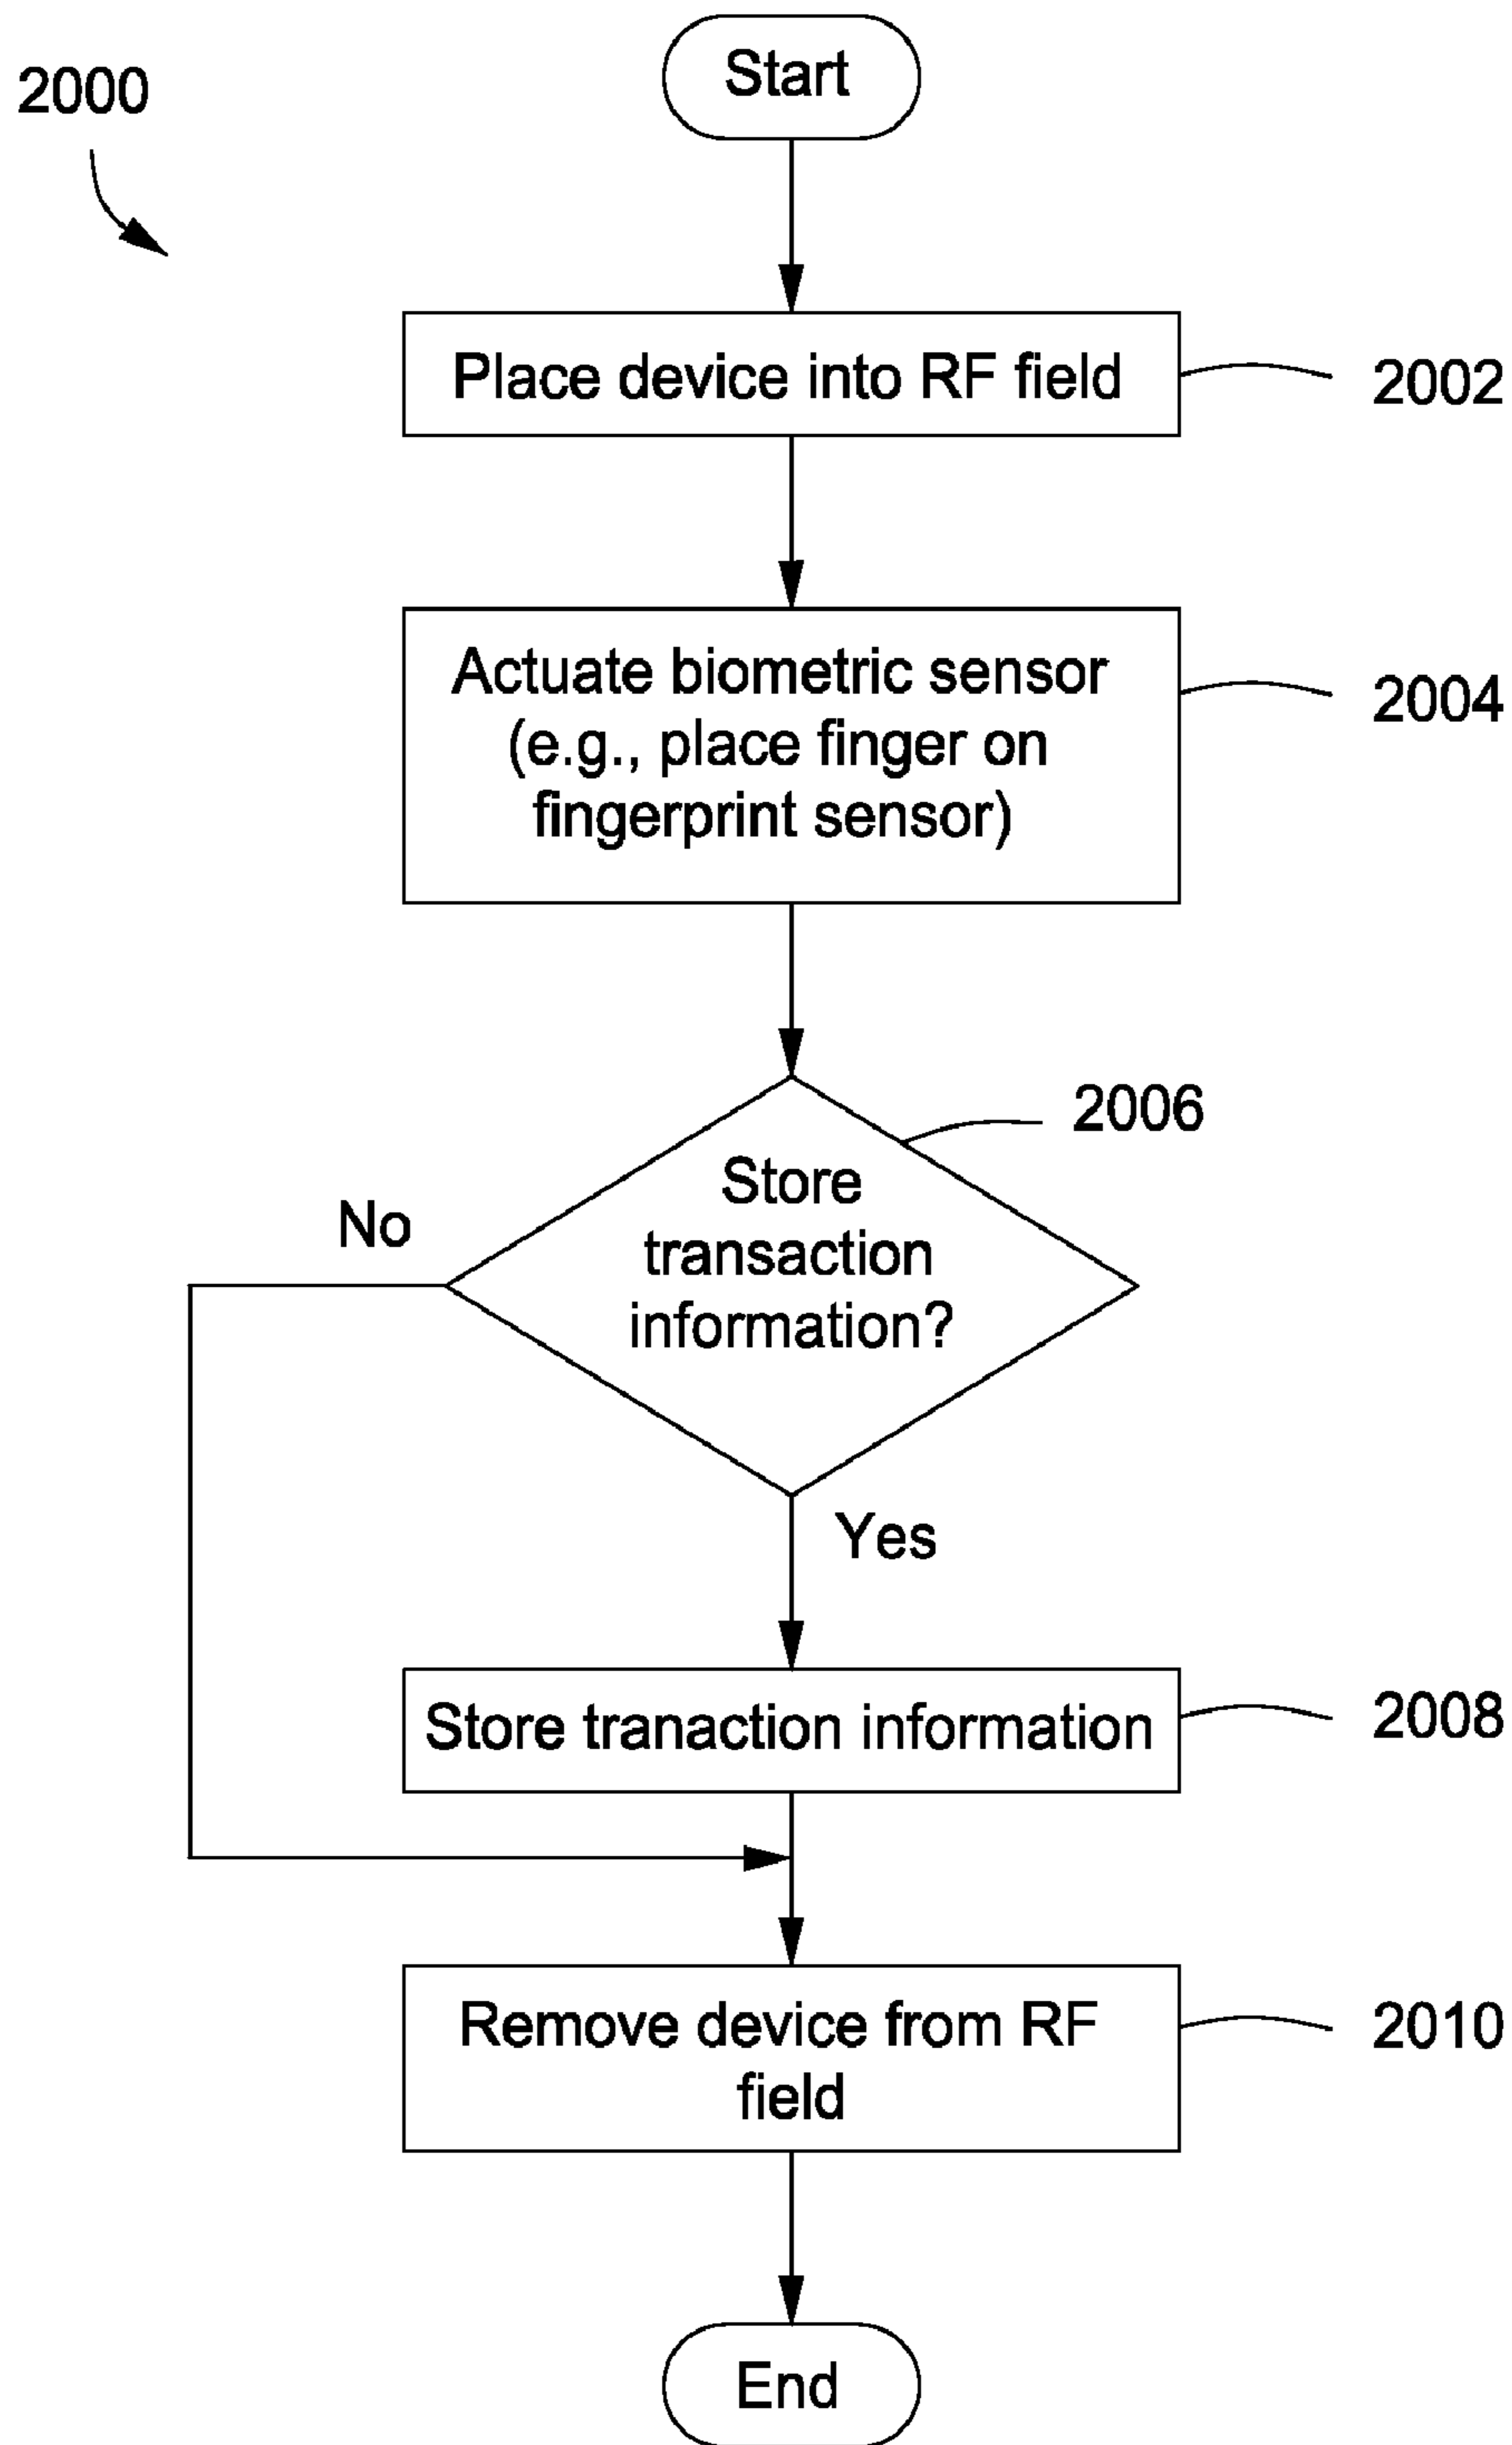 2000
Start
Place device into RF field
2002
Actuate biometric sensor
(e.g., place finger on
fingerprint sensor)
2004
2006
Store
transaction
information?
No
Yes
Store tranaction information
2008
Remove device from RF
field
2010
End